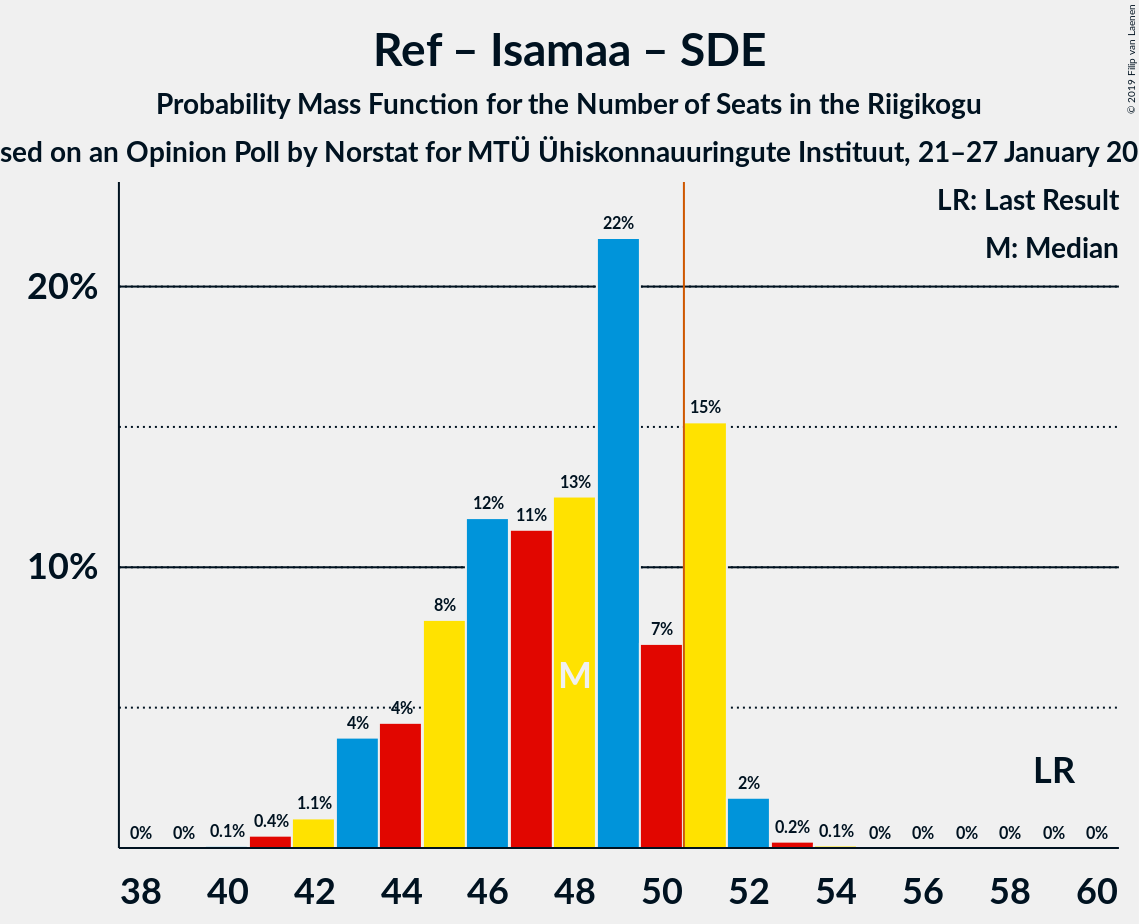 Ref – Isamaa – SDE
Probability Mass Function for the Number of Seats in the Riigikogu
sed on an Opinion Poll by Norstat for MTÜ Ühiskonnauuringute Instituut, 21–27 January 20
© 2019 Filip van Laenen
LR: Last Result
M: Median
20%
10%
0% 0% 0.1% 0.4% 1.1% 4% 4% 8% 12% 11% 13% 22% 7% 15% 2% 0.2% 0.1% 0% 0% 0% 0% 0% 0%
M
LR
38 40 42 44 46 48 50 52 54 56 58 60